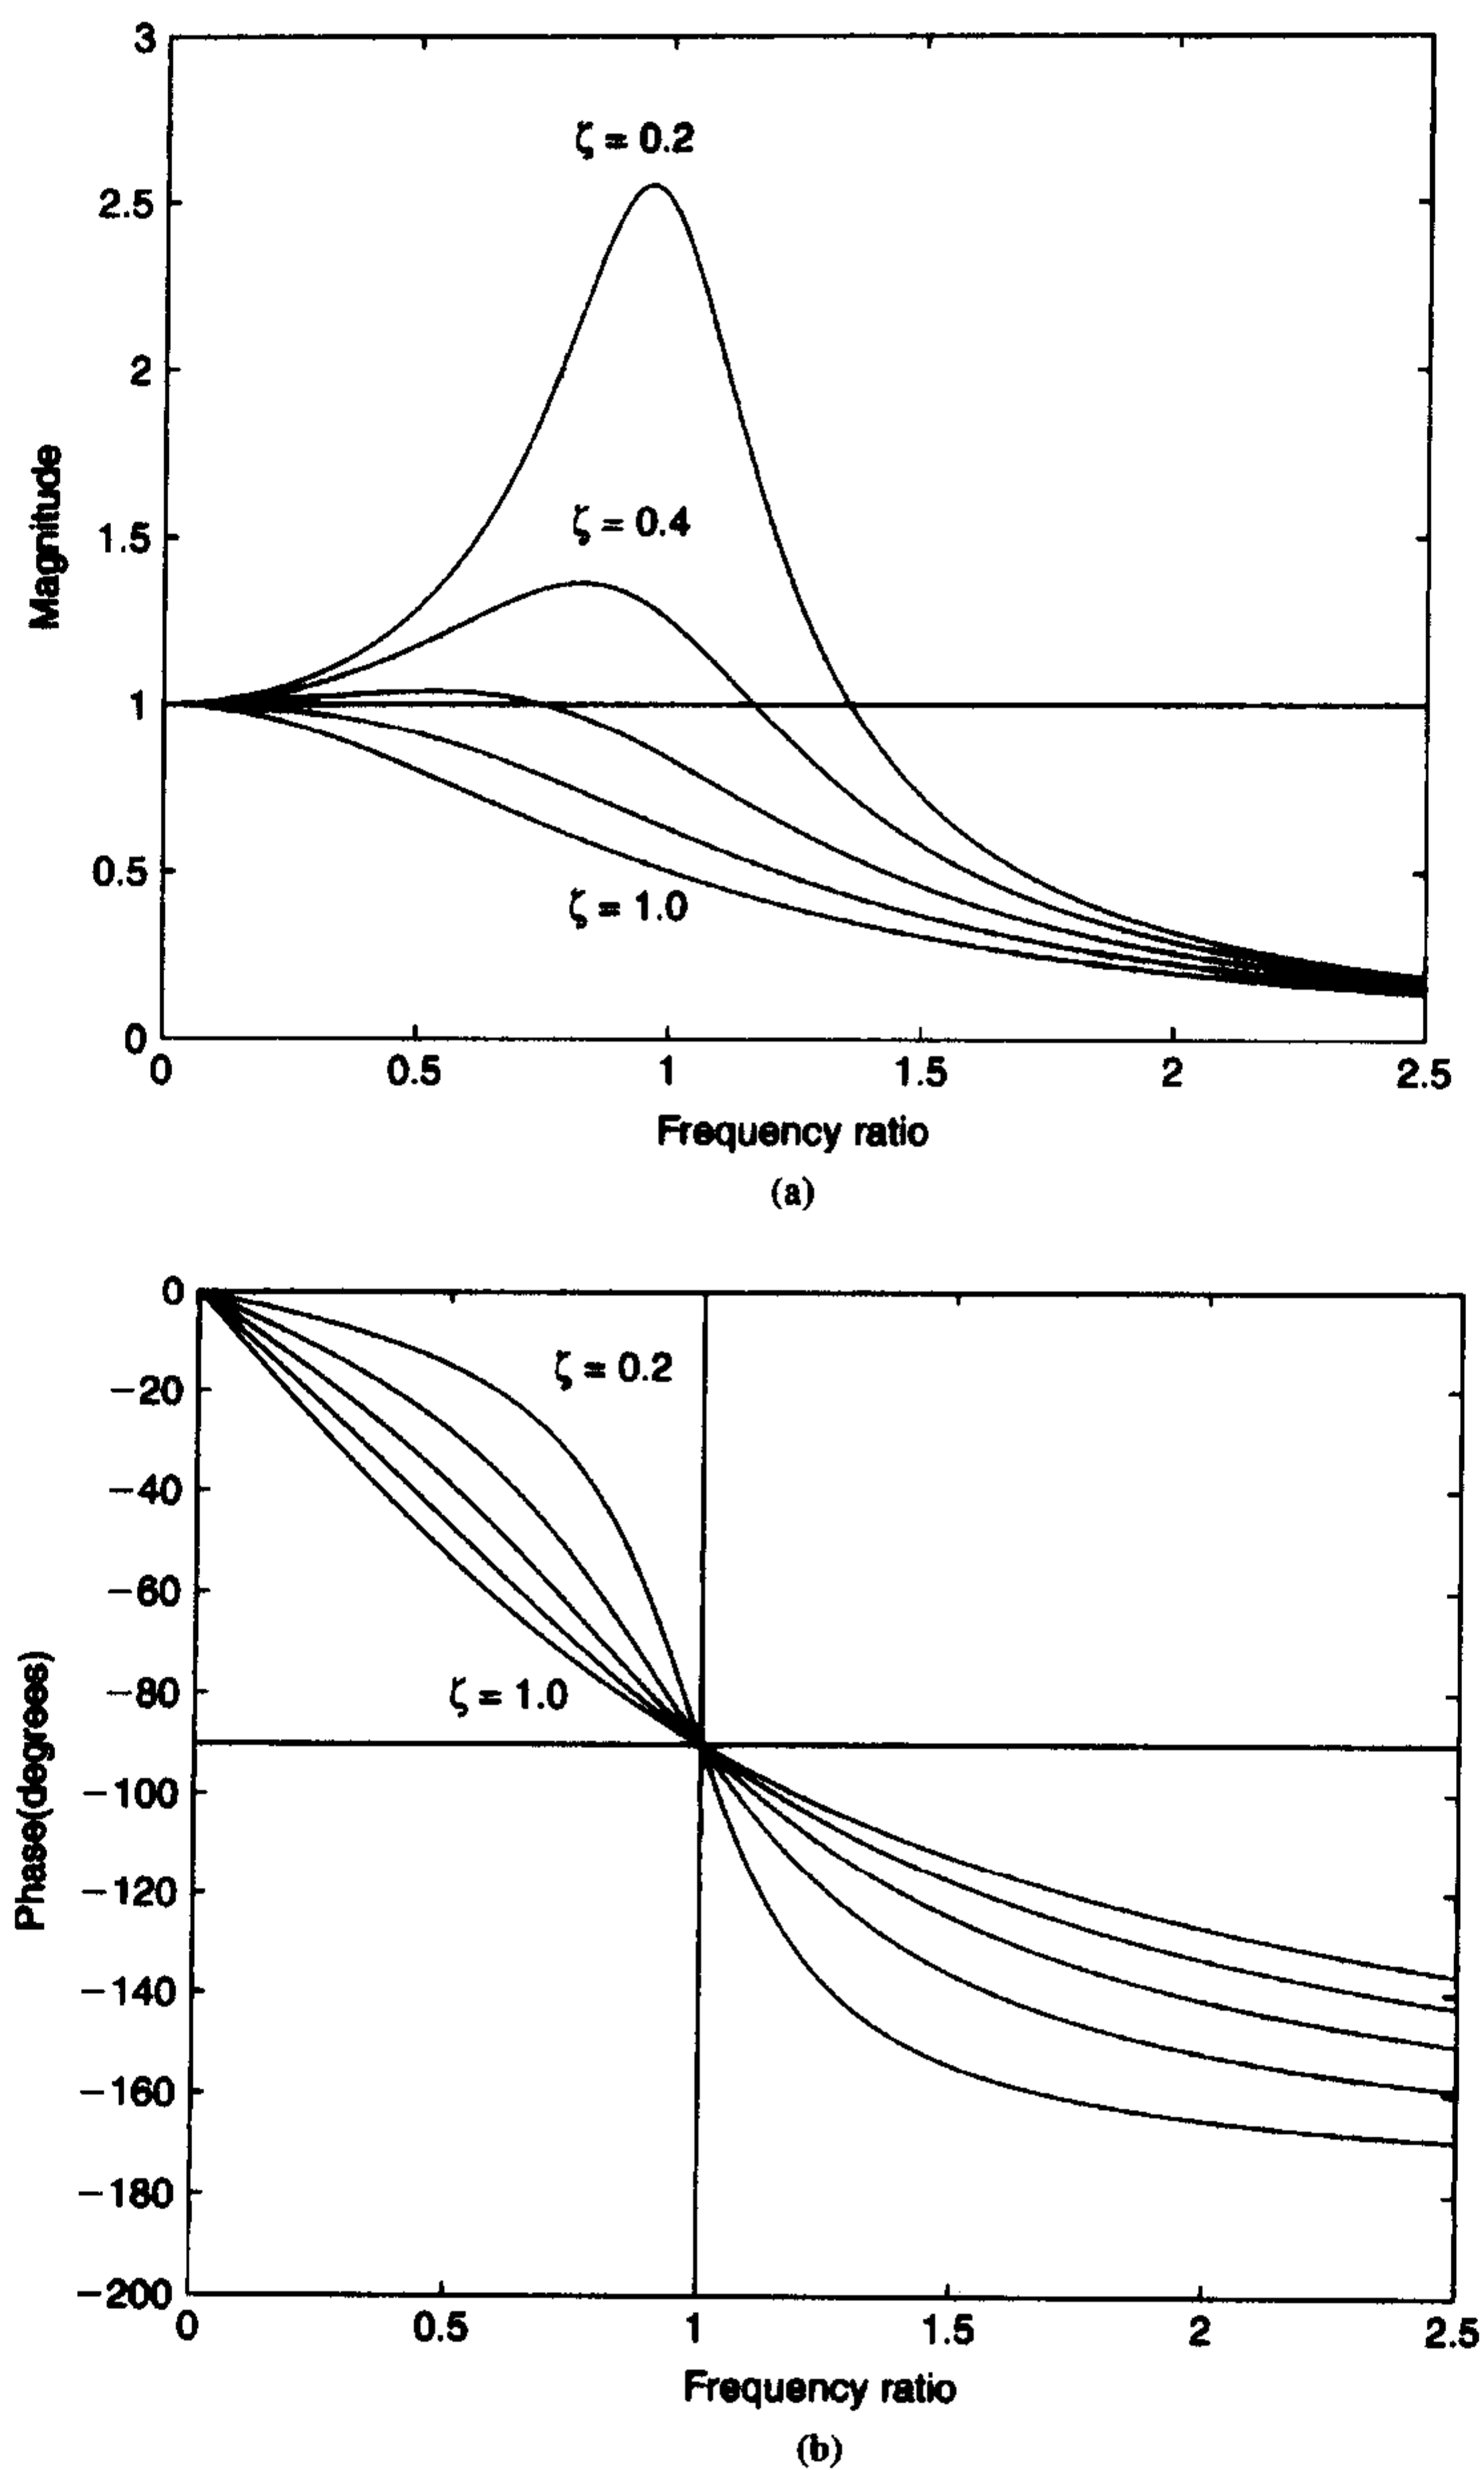 3
ζ = 0.2
2.5
2
Magnitude
ζ = 0.4
1.5
1
0.5
ζ = 1.0
0
0 0.5 1 1.5 2 2.5
Frequency ratio
(a)
0
ζ = 0.2
−20
−40
−60
Phase(degrees)
−80
ζ = 1.0
−100
−120
−140
−160
−180
−200
0 0.5 1 1.5 2 2.5
Frequency ratio
(b)